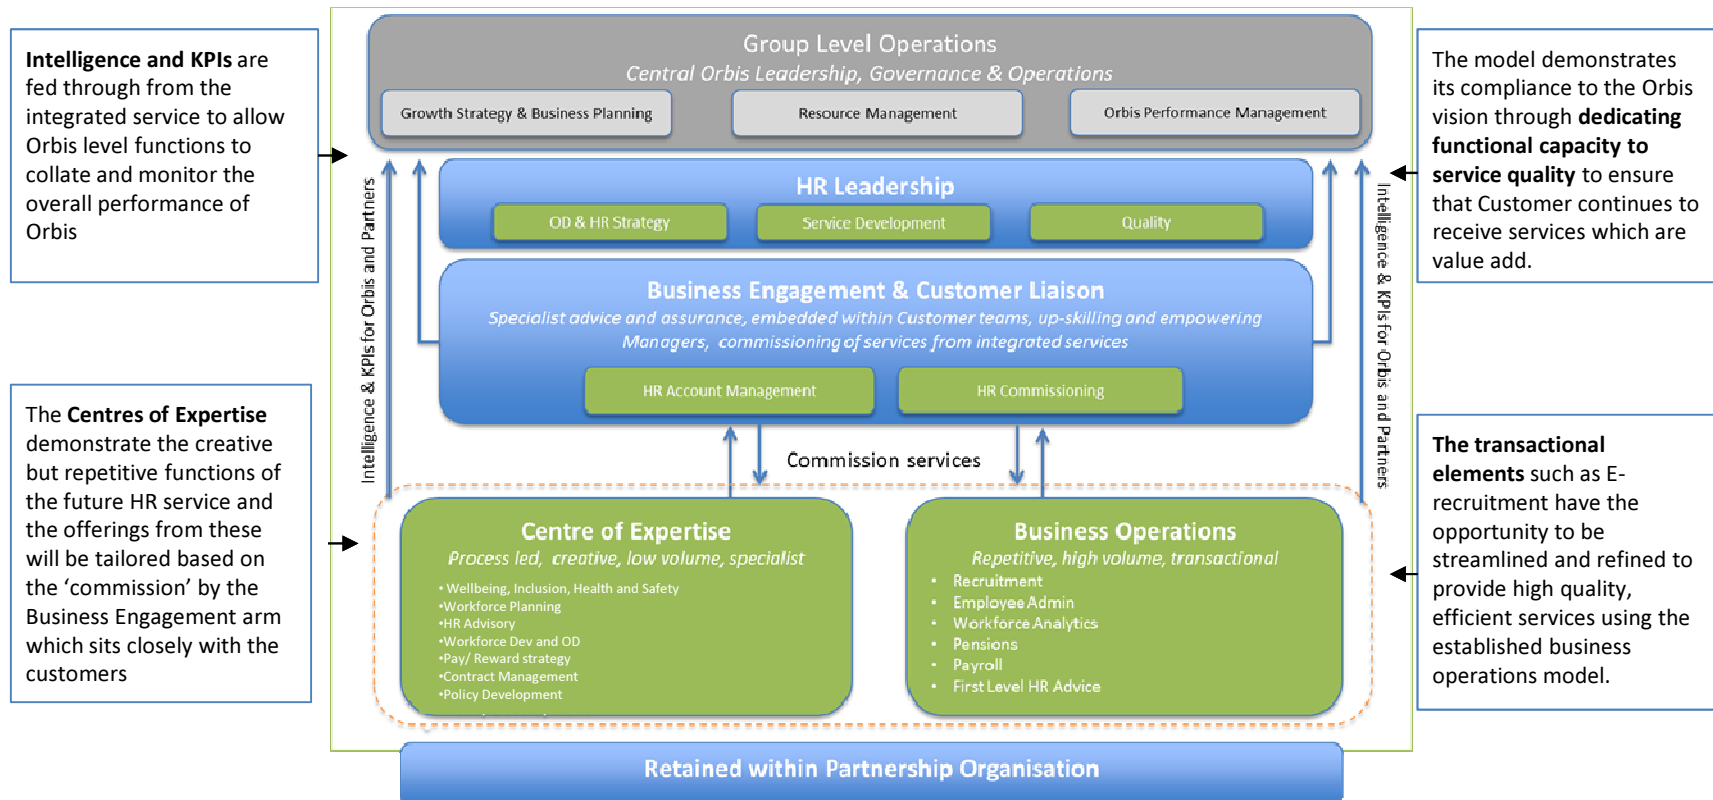 Intelligence and KPIs are
fed through from the
integrated service to allow
Orbis level functions to
collate and monitor the
overall performance of
Orbis
The Centres of Expertise
demonstrate the creative
but repetitive functions of
the future HR service and
the offerings from these
will be tailored based on
the ‘commission’ by the
Business Engagement arm
which sits closely with the
customers
Group Level Operations
Central Orbis Leadership, Governance & Operations
Growth Strategy & Business Planning
Resource Management
Orbis Performance Management
Intelligence & KPIs for Orbis and Partners
HR Leadership
OD & HR Strategy
Service Development
Quality
Business Engagement & Customer Liaison
Specialist advice and assurance, embedded within Customer teams, up-skilling and empowering
Managers, commissioning of services from integrated services
HR Account Management
HR Commissioning
Commission services
Centre of Expertise
Process led, creative, low volume, specialist
• Wellbeing, Inclusion, Health and Safety
•Workforce Planning
•HR Advisory
•Workforce Dev and OD
•Pay/ Reward strategy
•Contract Management
•Policy Development
Business Operations
Repetitive, high volume, transactional
• Recruitment
• Employee Admin
• Workforce Analytics
• Pensions
• Payroll
• First Level HR Advice
Intelligence & KPIs for Orbis and Partners
Retained within Partnership Organisation
The model demonstrates
its compliance to the Orbis
vision through dedicating
functional capacity to
service quality to ensure
that Customer continues to
receive services which are
value add.
The transactional
elements such as E-
recruitment have the
opportunity to be
streamlined and refined to
provide high quality,
efficient services using the
established business
operations model.